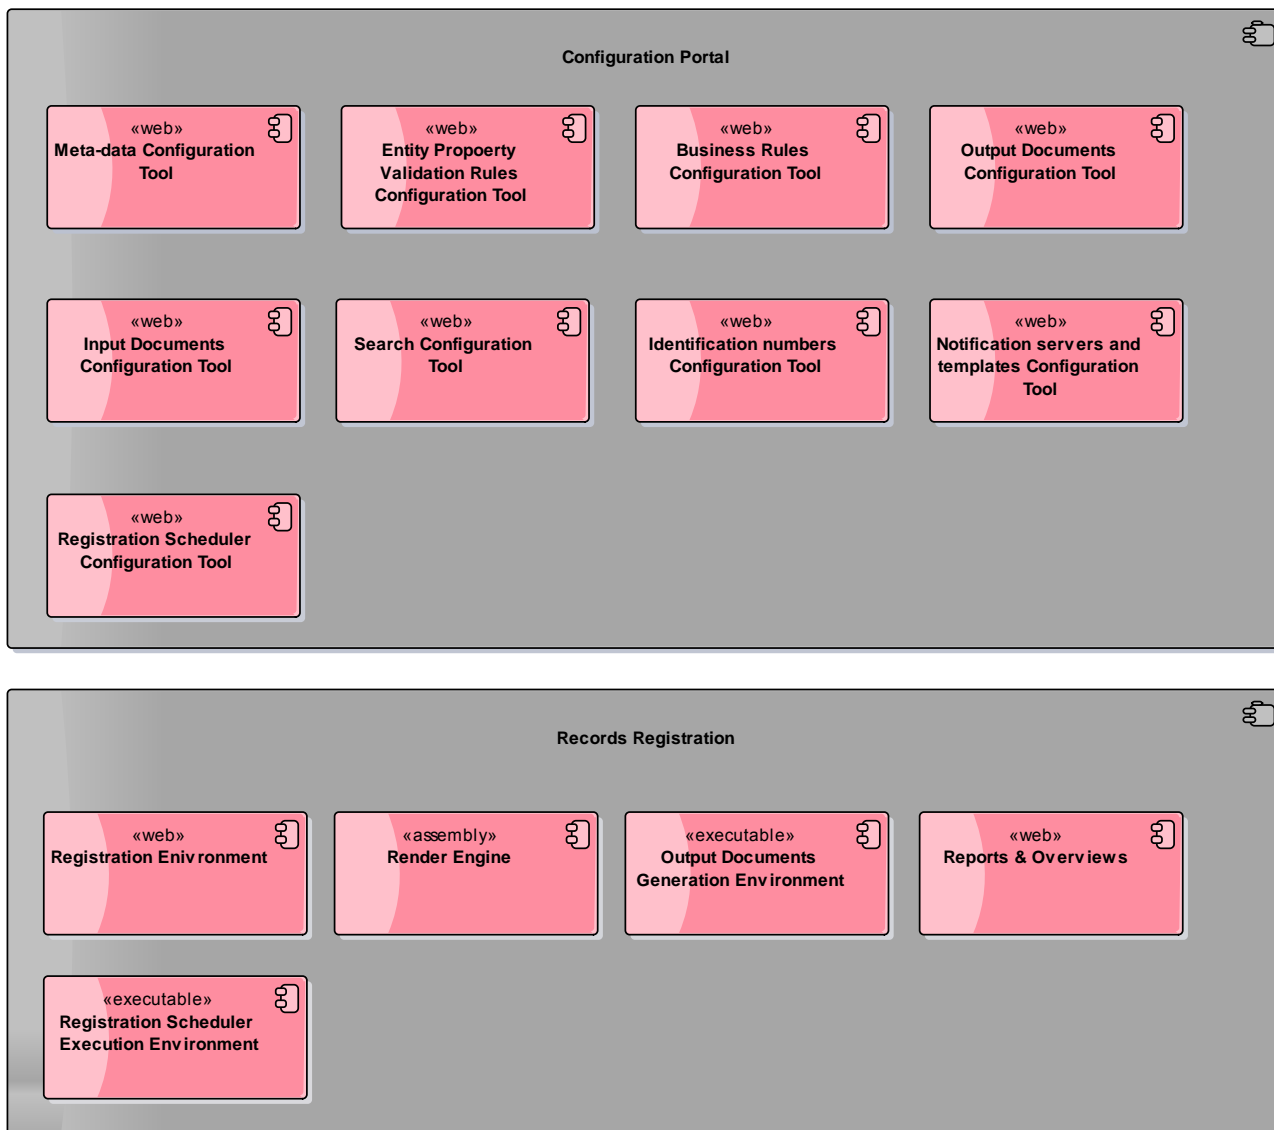 Configuration Portal
«web»
Meta-data Configuration
Tool
«web»
Entity Propoerty
Validation Rules
Configuration Tool
«web»
Business Rules
Configuration Tool
«web»
Output Documents
Configuration Tool
«web»
Input Documents
Configuration Tool
«web»
Search Configuration
Tool
«web»
Identification numbers
Configuration Tool
«web»
Notification servers and
templates Configuration
Tool
«web»
Registration Scheduler
Configuration Tool
Records Registration
«web»
Registration Enivronment
«assembly»
Render Engine
«executable»
Output Documents
Generation Environment
«web»
Reports & Overviews
«executable»
Registration Scheduler
Execution Environment